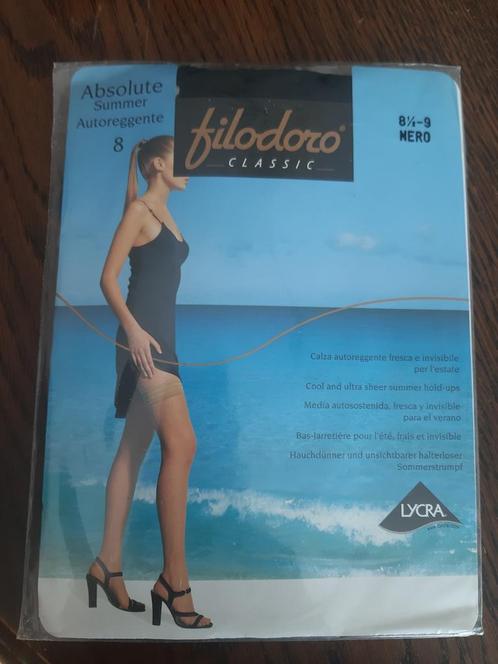 Absolute
Summer
Autoreggente
8
filodoro®
CLASSIC
8½-9
NERO
Calza autoreggente fresca e invisibile
per l'estate
Cool and ultra sheer summer hold-ups
Media autosostenida, fresca y invisible
para el verano
Bas-jarretière pour l'été, frais et invisible
Hauchdünner und unsichtbarer halterloser
Sommerstrumpf
LYCRA